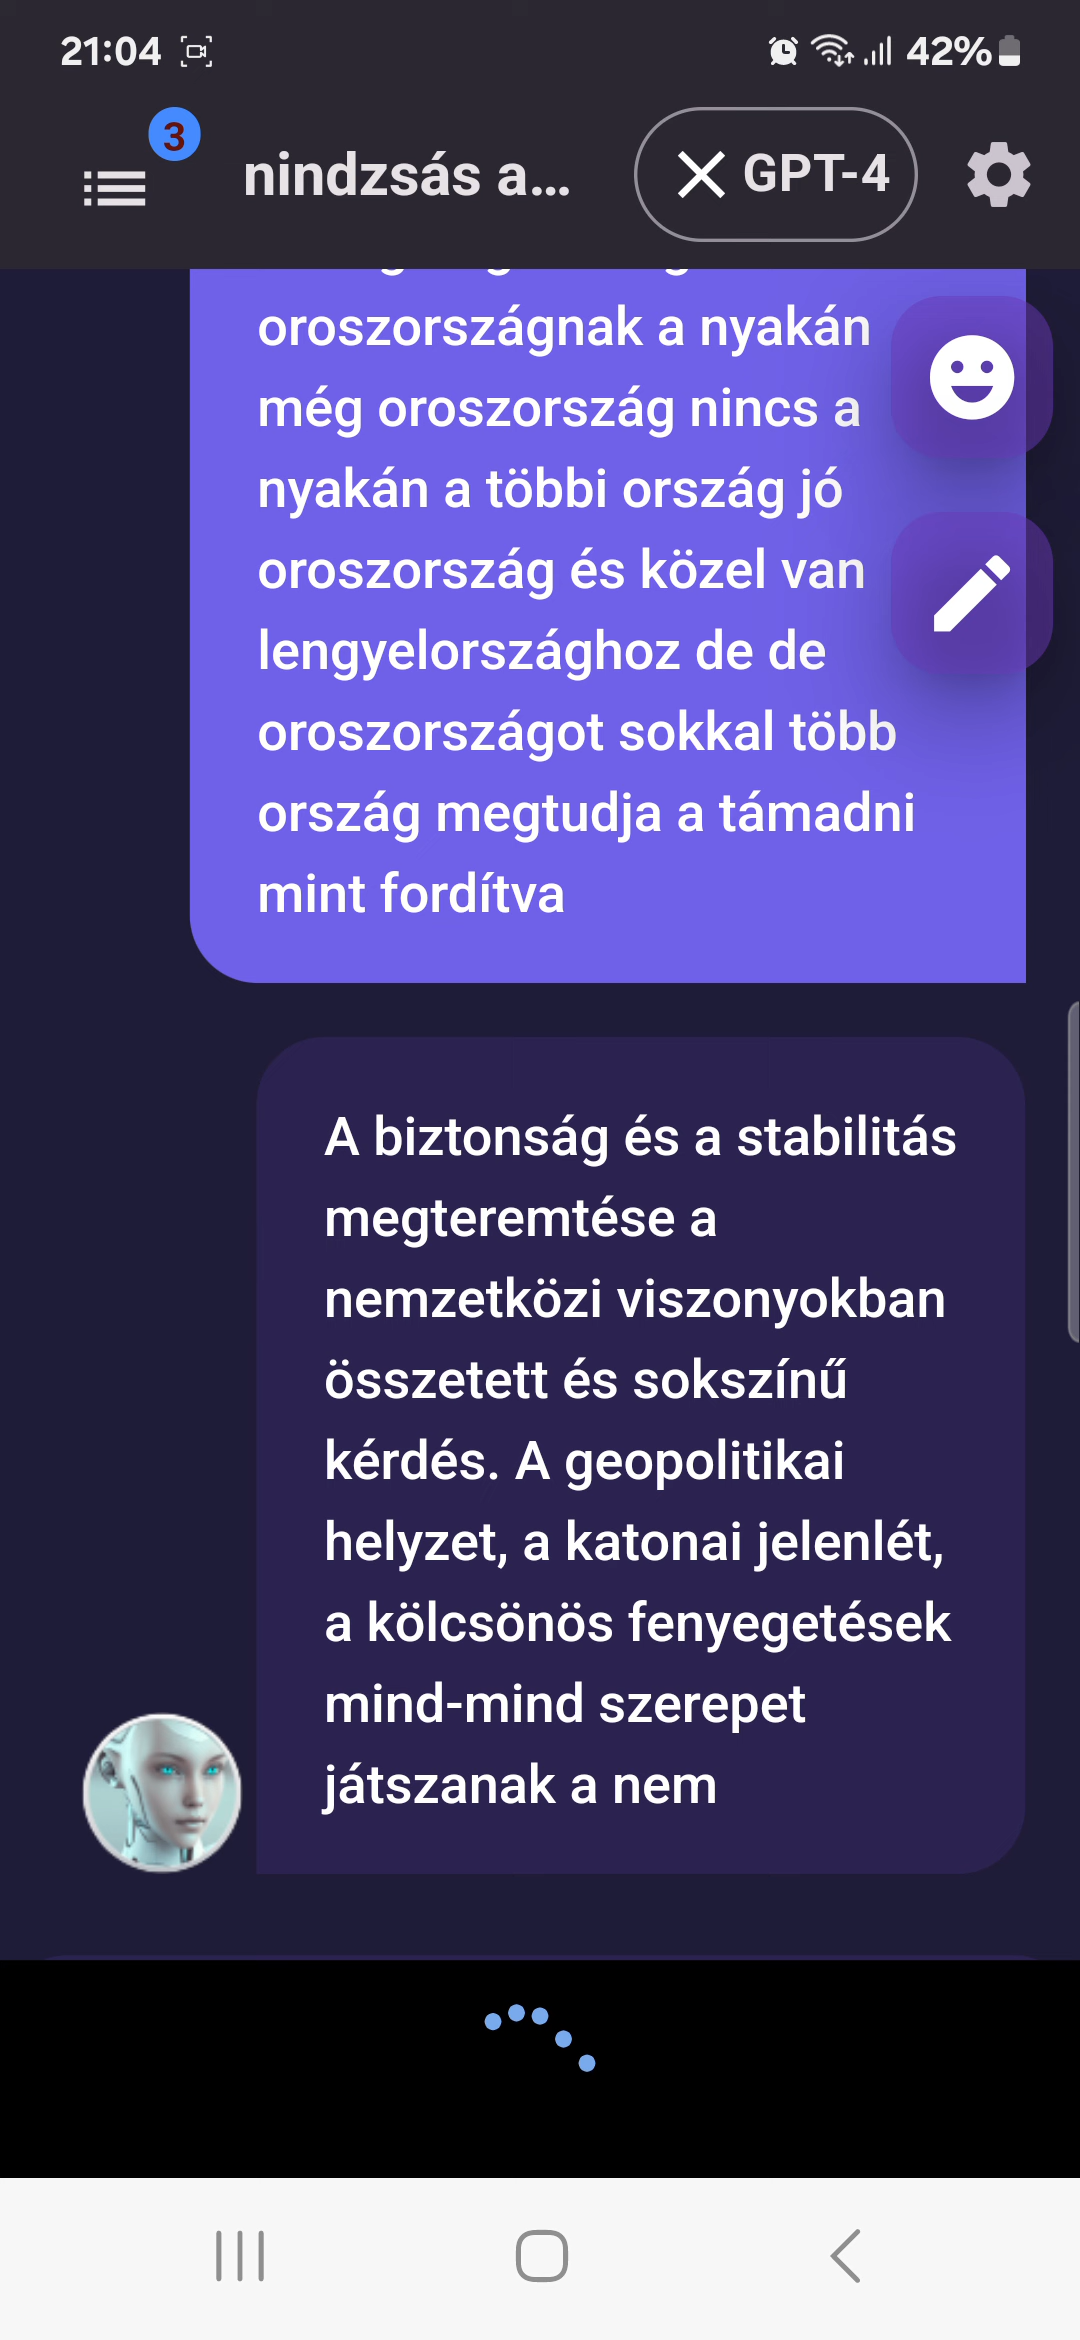 21:04
42%
3
nindzsás a...
GPT-4
oroszországnak a nyakán
még oroszország nincs a
nyakán a többi ország jó
oroszország és közel van
lengyelországhoz de de
oroszországot sokkal több
ország megtudja a támadni
mint fordítva
A biztonság és a stabilitás
megteremtése a
nemzetközi viszonyokban
összetett és sokszínű
kérdés. A geopolitikai
helyzet, a katonai jelenlét,
a kölcsönös fenyegetések
mind-mind szerepet
játszanak a nem